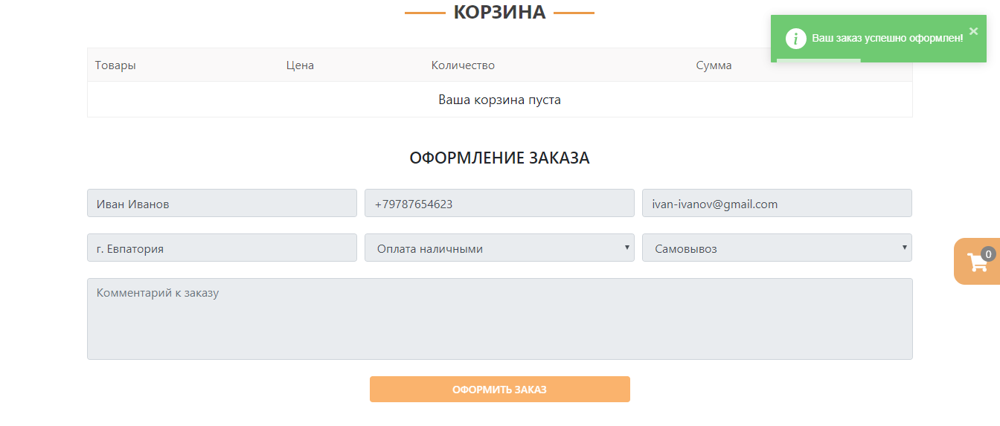 КОРЗИНА
Ваш заказ успешно оформлен!
Товары Цена Количество Сумма
Ваша корзина пуста
ОФОРМЛЕНИЕ ЗАКАЗА
Иван Иванов +79787654623 ivan-ivanov@gmail.com
г. Евпатория Оплата наличными Самовывоз
0
Комментарий к заказу
ОФОРМИТЬ ЗАКАЗ